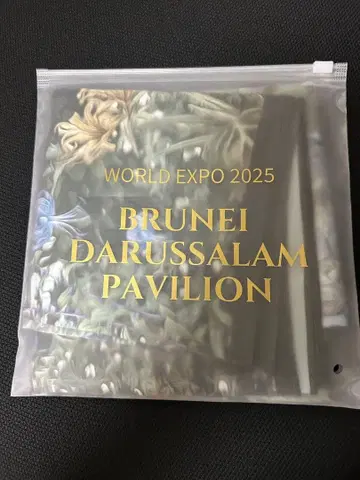 WORLD EXPO 2025
BRUNEI
DARUSSALAM
PAVILION